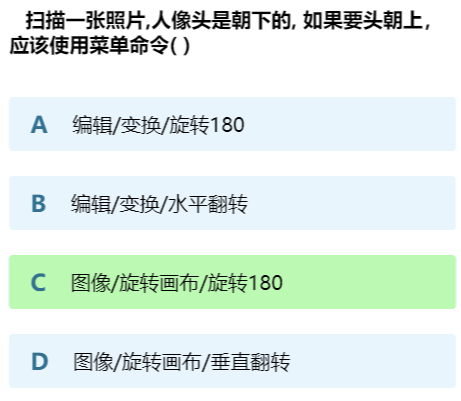 扫描一张照片,人像头是朝下的, 如果要头朝上,
应该使用菜单命令( )
A 编辑/变换/旋转180
B 编辑/变换/水平翻转
C 图像/旋转画布/旋转180
D 图像/旋转画布/垂直翻转